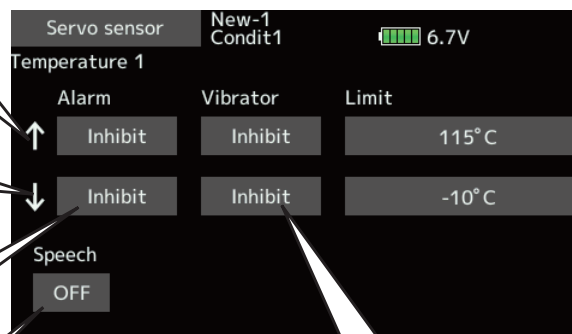 Servo sensor
New-1
Condit1
6.7V
Temperature 1
Alarm Vibrator Limit
↑ Inhibit Inhibit 115°C
↓ Inhibit Inhibit -10°C
Speech
OFF